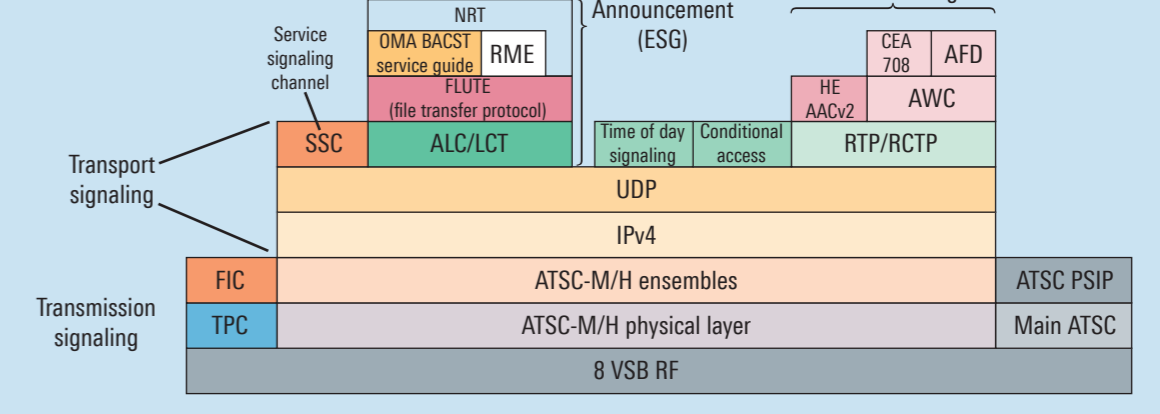 NRT
Announcement
(ESG)
Service
signaling
channel
OMA BACST
service guide
RME
CEA
708
AFD
FLUTE
(file transfer protocol)
HE
AACv2
AWC
Transport
signaling
SSC
ALC/LCT
Time of day
signaling
Conditional
access
RTP/RCTP
UDP
IPv4
Transmission
signaling
FIC
ATSC-M/H ensembles
ATSC PSIP
TPC
ATSC-M/H physical layer
Main ATSC
8 VSB RF